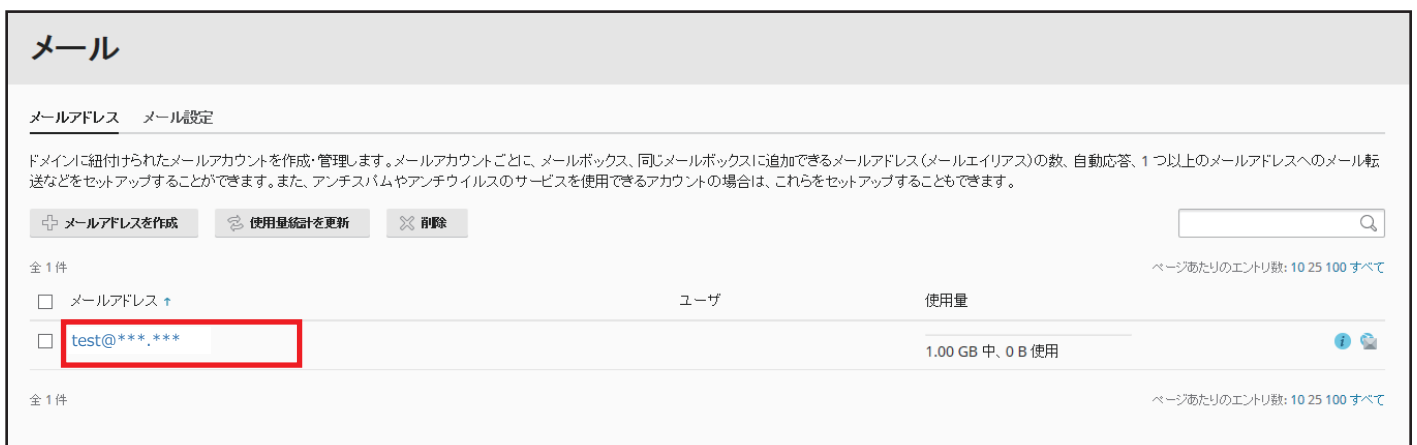 メール
メールアドレス メール設定
ドメインに紐付けられたメールアカウントを作成・管理します。メールアカウントごとに、メールボックス、同じメールボックスに追加できるメールアドレス(メールエイリアス)の数、自動応答、1 つ以上のメールアドレスへのメール転
送などをセットアップすることができます。また、アンチスパムやアンチウイルスのサービスを使用できるアカウントの場合は、これらをセットアップすることもできます。
メールアドレスを作成 使用量統計を更新 削除
全 1 件 ページあたりのエントリ数: 10 25 100 すべて
メールアドレス ↑ ユーザ 使用量
test@***.*** 1.00 GB 中、0 B 使用
全 1 件 ページあたりのエントリ数: 10 25 100 すべて